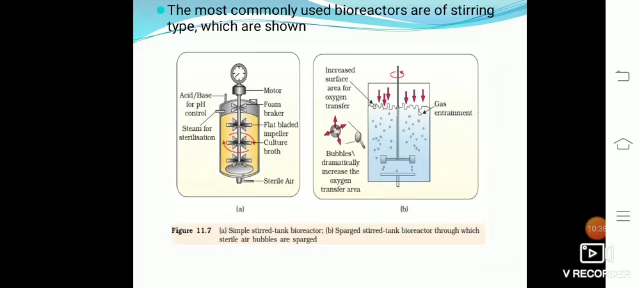 The most commonly used bioreactors are of stirring
type, which are shown
Acid/Base
for pH
control
Steam for
sterilisation
Motor
Foam
braker
Flat bladed
impeller
Culture
broth
Sterile Air
(a)
Increased
surface
area for
oxygen
transfer
Gas
entrainment
Bubbles\
dramatically
increase the
oxygen
transfer area
(b)
Figure 11.7 (a) Simple stirred-tank bioreactor; (b) Sparged stirred-tank bioreactor through which
sterile air bubbles are sparged
10:38
V RECORDER